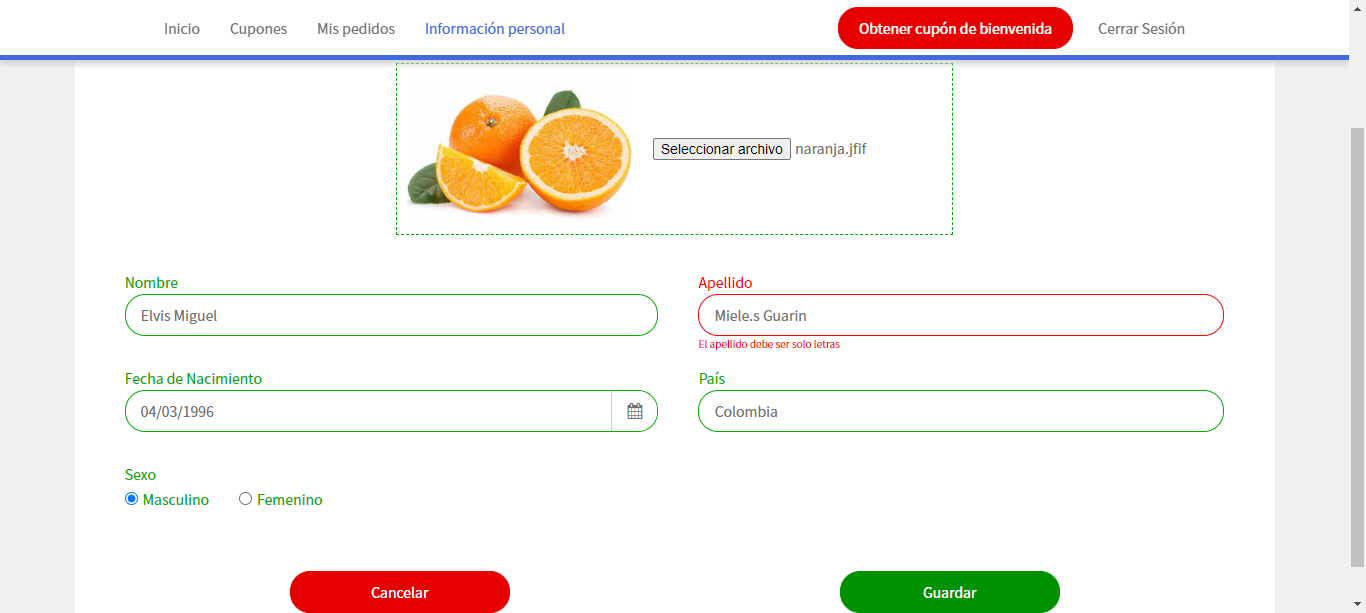 Inicio Cupones Mis pedidos Información personal Obtener cupón de bienvenida Cerrar Sesión
Seleccionar archivo naranja.jfif
Nombre Apellido
Elvis Miguel Miele.s Guarin
El apellido debe ser solo letras
Fecha de Nacimiento País
04/03/1996 Colombia
Sexo
Masculino Femenino
Cancelar Guardar